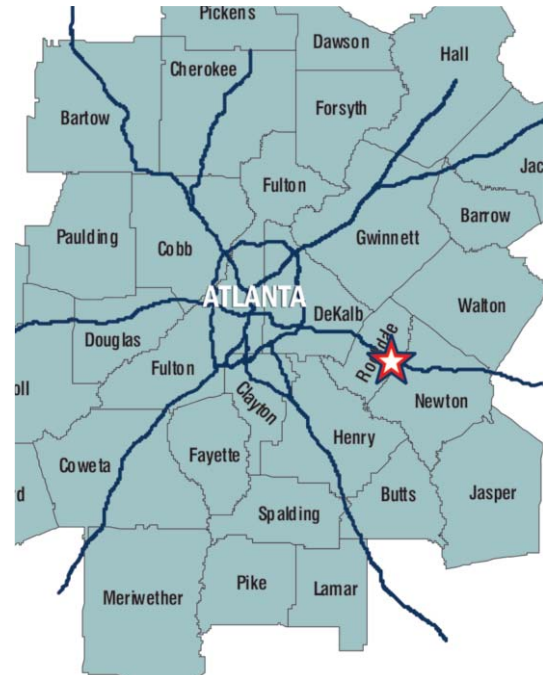 Pickens
Dawson
Hall
Cherokee
Forsyth
Bartow
Fulton
Jac
Barrow
Paulding
Cobb
Gwinnett
ATLANTA
DeKalb
Walton
Douglas
Fulton
Clayton
Newton
oll
Henry
Fayette
Coweta
Butts
Jasper
rd
Spalding
Pike
Lamar
Meriwether